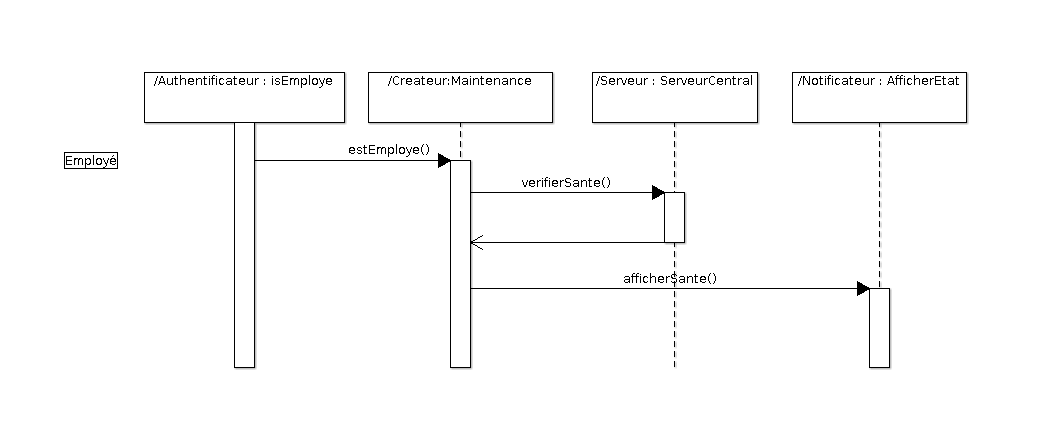 /Authentificateur : isEmploye
/Createur:Maintenance
/Serveur : ServeurCentral
/Notificateur : AfficherEtat
estEmploye()
Employé
verifierSante()
afficherSante()